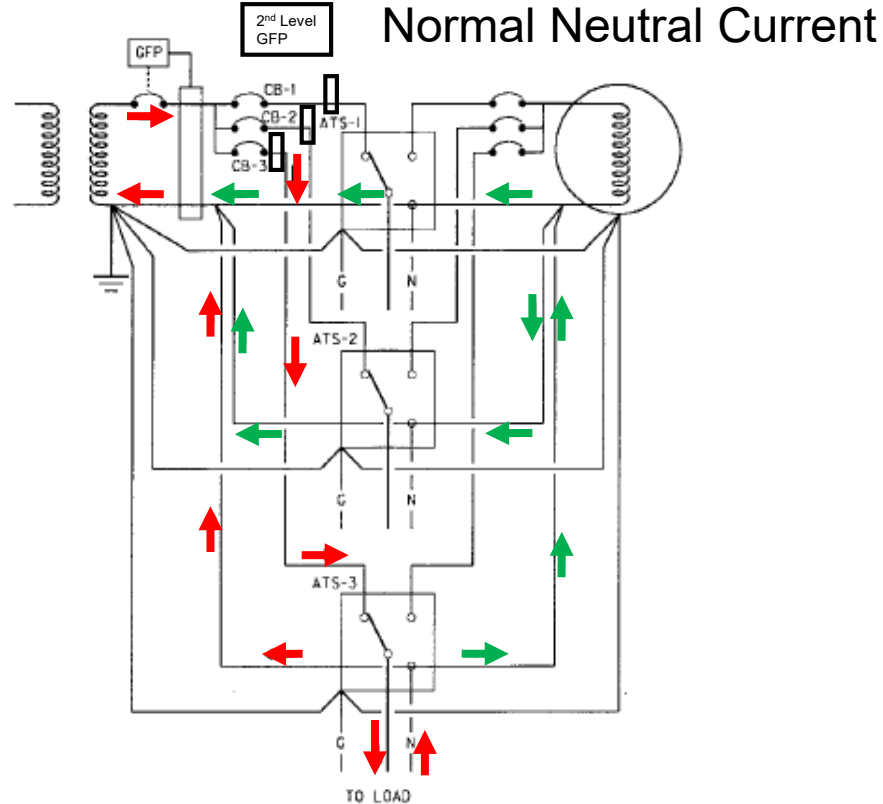 Normal Neutral Current
2nd Level
GFP
GFP
CB-1
CB-2
ATS-1
CB-3
G
N
ATS-2
G
N
ATS-3
G
N
TO LOAD